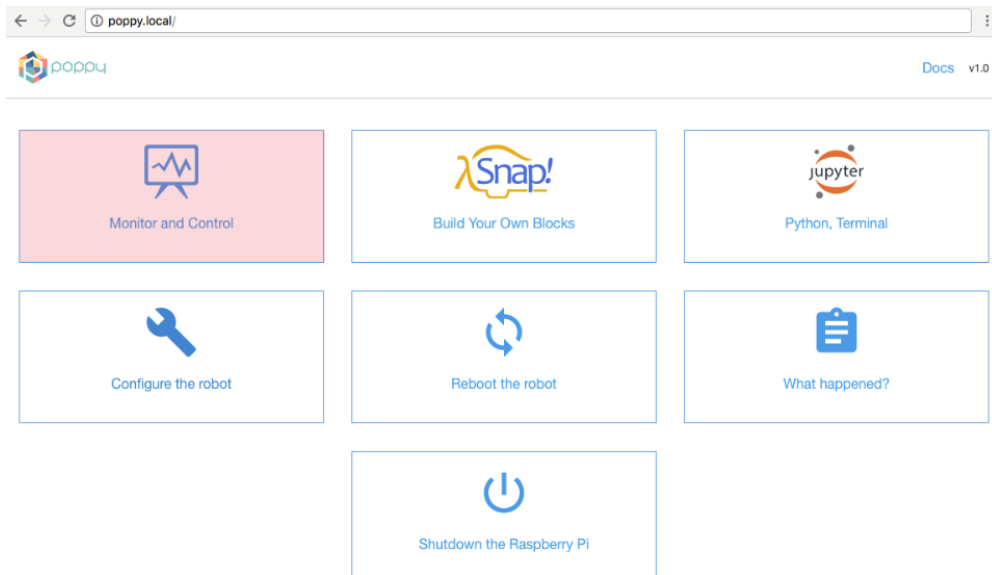 poppy.local/
poppy
Docs v1.0
Monitor and Control
λSnap!
Build Your Own Blocks
jupyter
Python, Terminal
Configure the robot
Reboot the robot
What happened?
Shutdown the Raspberry Pi